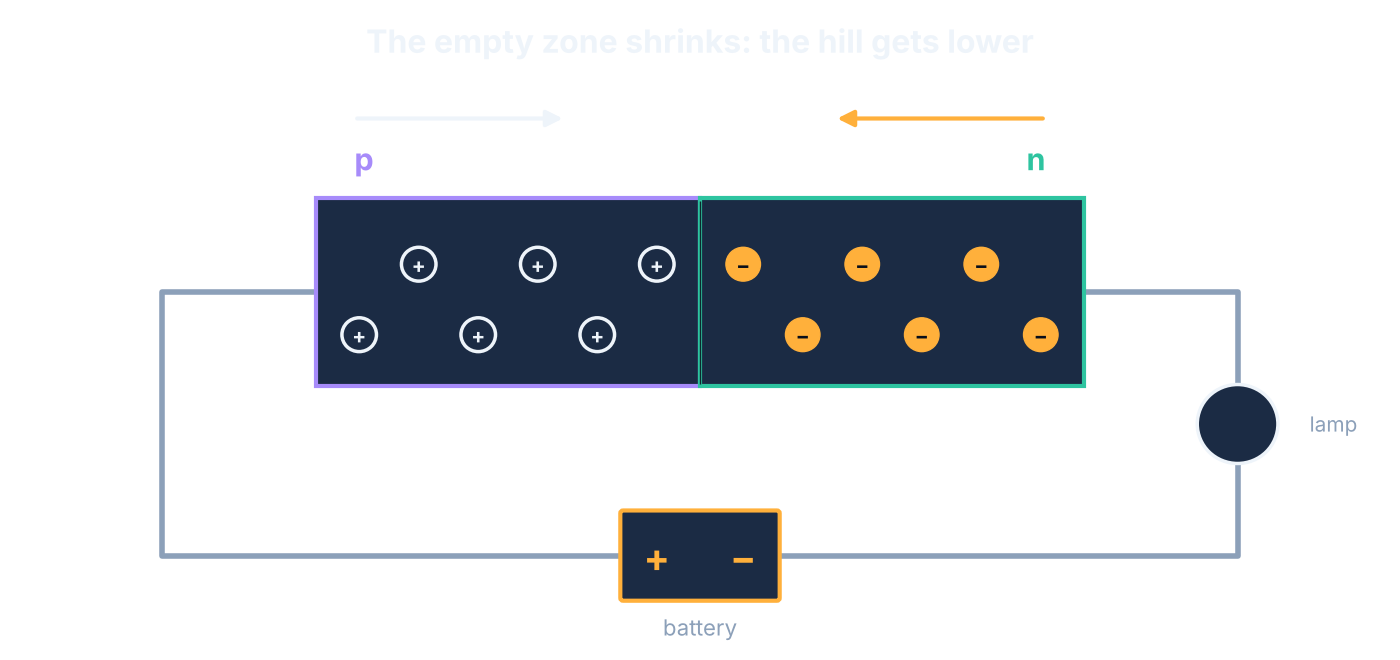 The empty zone shrinks: the hill gets lower
p
n
+ + + − − −
+ + + − − −
lamp
+ −
battery